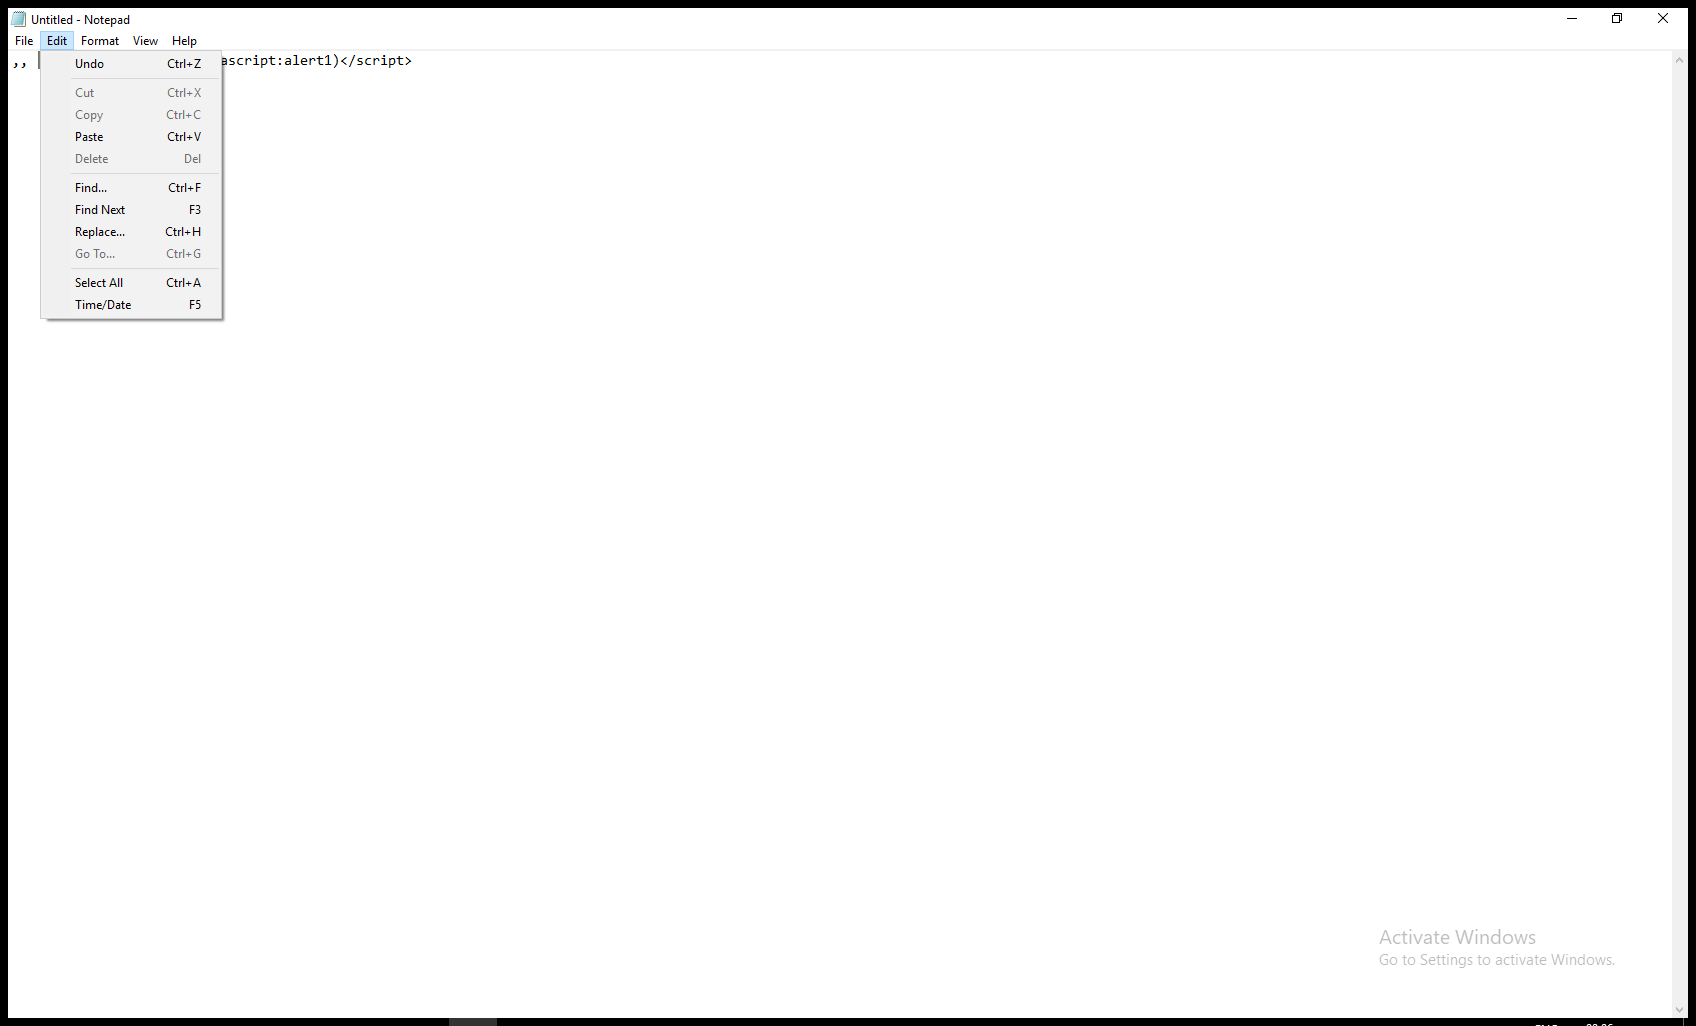 Untitled - Notepad
File Edit Format View Help
,, ascript:alert1)</script>
Undo Ctrl+Z
Cut Ctrl+X
Copy Ctrl+C
Paste Ctrl+V
Delete Del
Find... Ctrl+F
Find Next F3
Replace... Ctrl+H
Go To... Ctrl+G
Select All Ctrl+A
Time/Date F5
Activate Windows
Go to Settings to activate Windows.